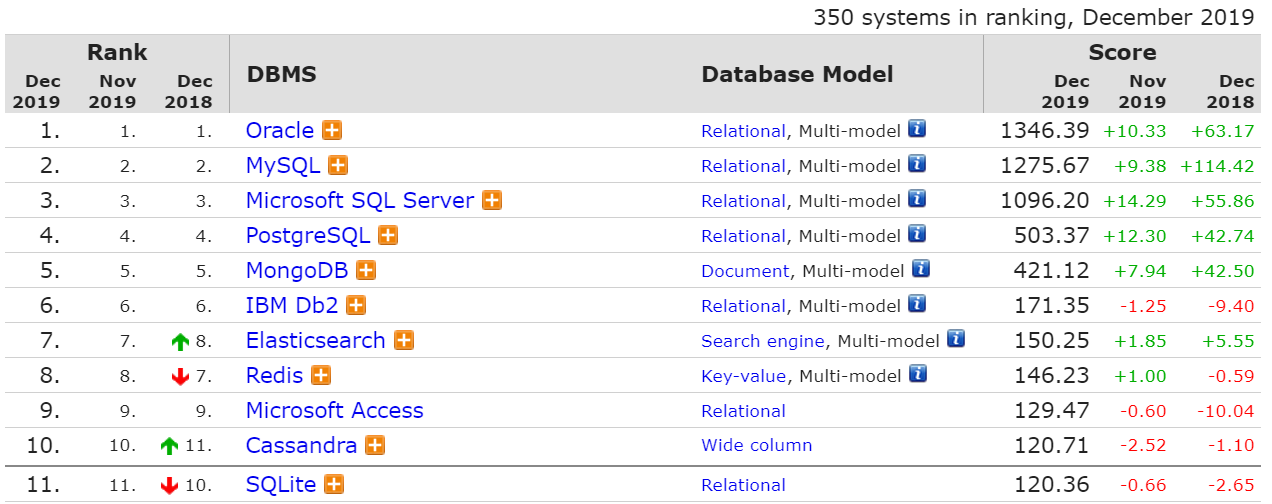 350 systems in ranking, December 2019
Rank DBMS Database Model Score
Dec 2019 Nov 2019 Dec 2018 Dec 2019 Nov 2019 Dec 2018
1. 1. 1. Oracle Relational, Multi-model 1346.39 +10.33 +63.17
2. 2. 2. MySQL Relational, Multi-model 1275.67 +9.38 +114.42
3. 3. 3. Microsoft SQL Server Relational, Multi-model 1096.20 +14.29 +55.86
4. 4. 4. PostgreSQL Relational, Multi-model 503.37 +12.30 +42.74
5. 5. 5. MongoDB Document, Multi-model 421.12 +7.94 +42.50
6. 6. 6. IBM Db2 Relational, Multi-model 171.35 -1.25 -9.40
7. 7. 8. Elasticsearch Search engine, Multi-model 150.25 +1.85 +5.55
8. 8. 7. Redis Key-value, Multi-model 146.23 +1.00 -0.59
9. 9. 9. Microsoft Access Relational 129.47 -0.60 -10.04
10. 10. 11. Cassandra Wide column 120.71 -2.52 -1.10
11. 11. 10. SQLite Relational 120.36 -0.66 -2.65